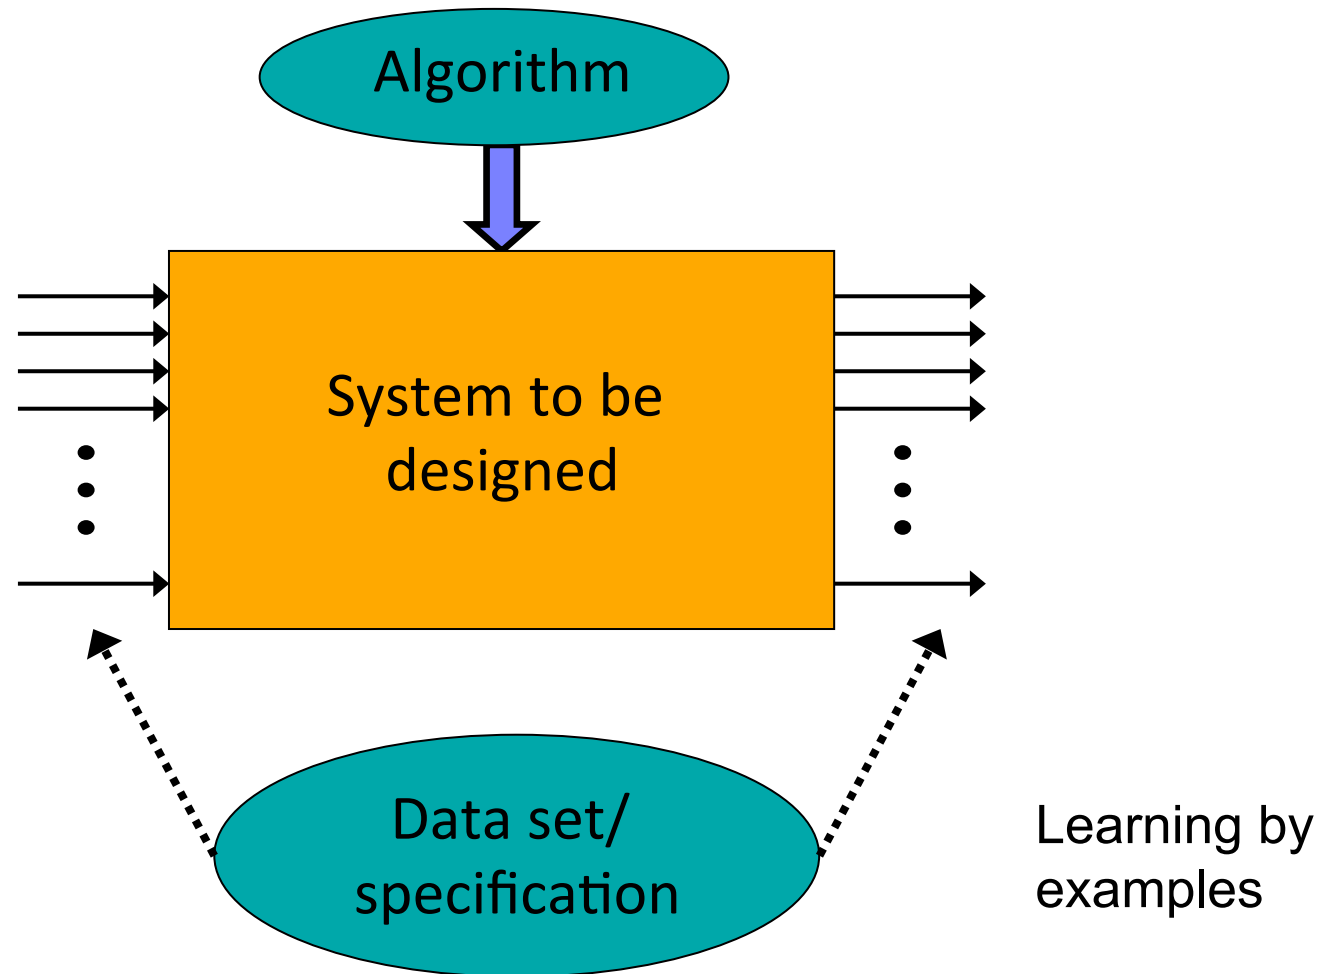 Algorithm
System to be
designed
Data set/
specification
Learning by
examples